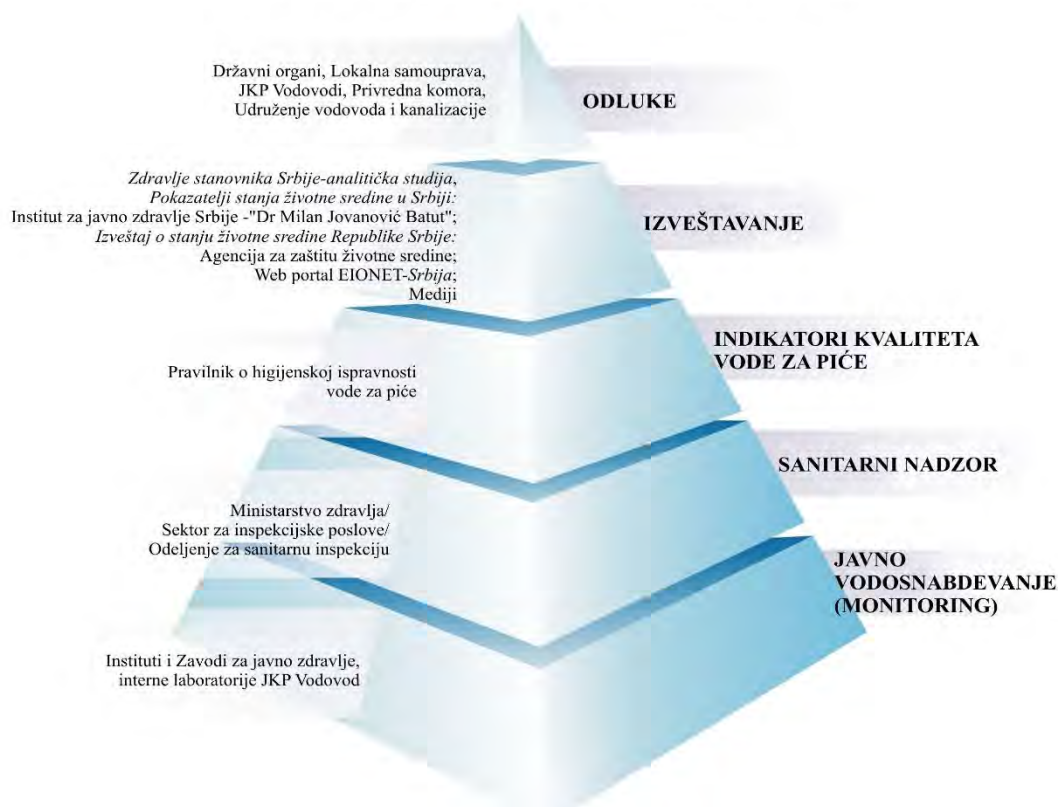 Državni organi, Lokalna samouprava,
JKP Vodovodi, Privredna komora,
Udruženje vodovoda i kanalizacije
ODLUKE
Zdravlje stanovnika Srbije-analitička studija,
Pokazatelji stanja životne sredine u Srbiji:
Institut za javno zdravlje Srbije -"Dr Milan Jovanović Batut";
Izveštaj o stanju životne sredine Republike Srbije:
Agencija za zaštitu životne sredine;
Web portal EIONET-Srbija;
Mediji
IZVEŠTAVANJE
Pravilnik o higijenskoj ispravnosti
vode za piće
INDIKATORI KVALITETA
VODE ZA PIĆE
Ministarstvo zdravlja/
Sektor za inspekcijske poslove/
Odeljenje za sanitarnu inspekciju
SANITARNI NADZOR
Instituti i Zavodi za javno zdravlje,
interne laboratorije JKP Vodovod
JAVNO
VODOSNABDEVANJE
(MONITORING)